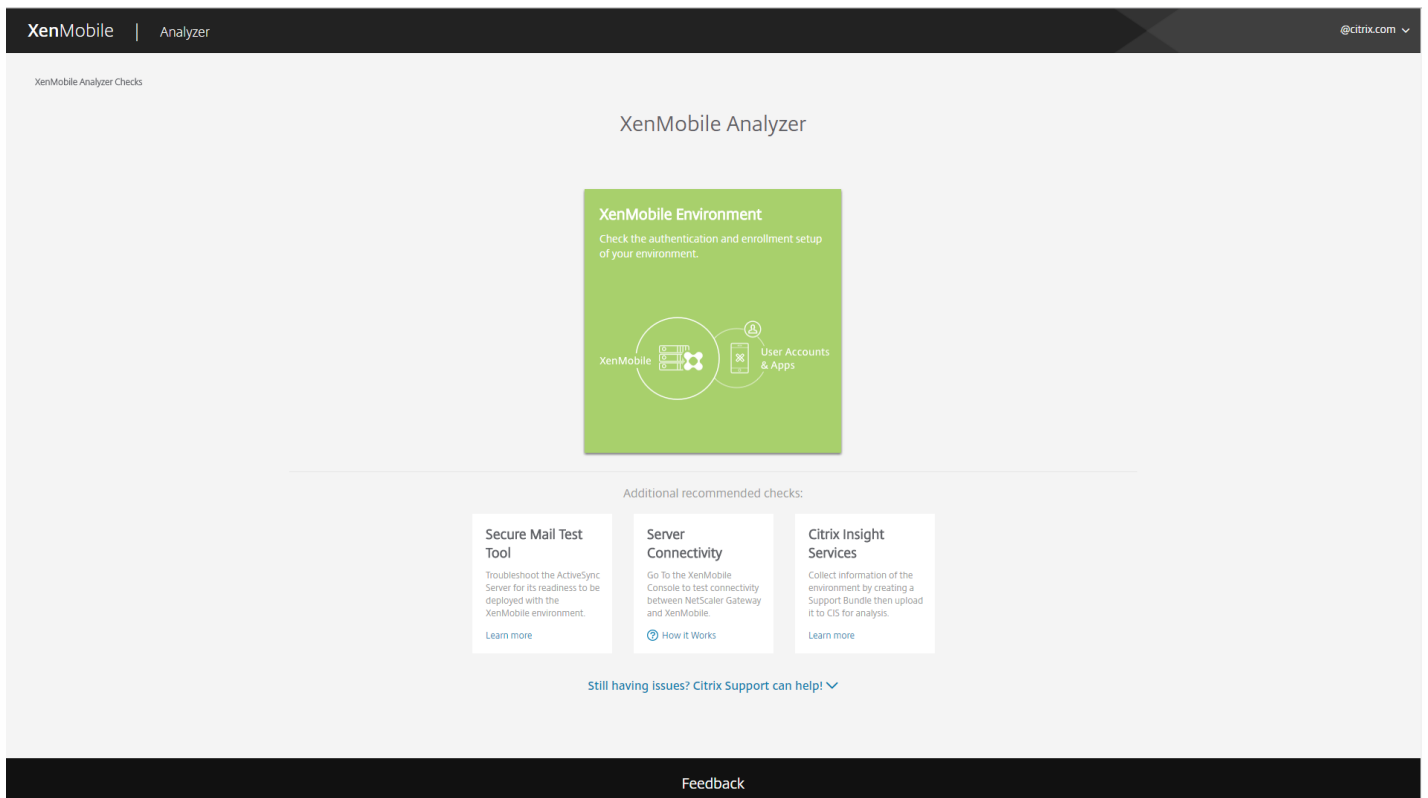 XenMobile | Analyzer
@citrix.com
XenMobile Analyzer Checks
XenMobile Analyzer
XenMobile Environment
Check the authentication and enrollment setup
of your environment.
XenMobile
User Accounts
& Apps
Additional recommended checks:
Secure Mail Test
Tool
Troubleshoot the ActiveSync
Server for its readiness to be
deployed with the
XenMobile environment.
Learn more
Server
Connectivity
Go To the XenMobile
Console to test connectivity
between NetScaler Gateway
and XenMobile.
? How it Works
Citrix Insight
Services
Collect information of the
environment by creating a
Support Bundle then upload
it to CIS for analysis.
Learn more
Still having issues? Citrix Support can help!
Feedback